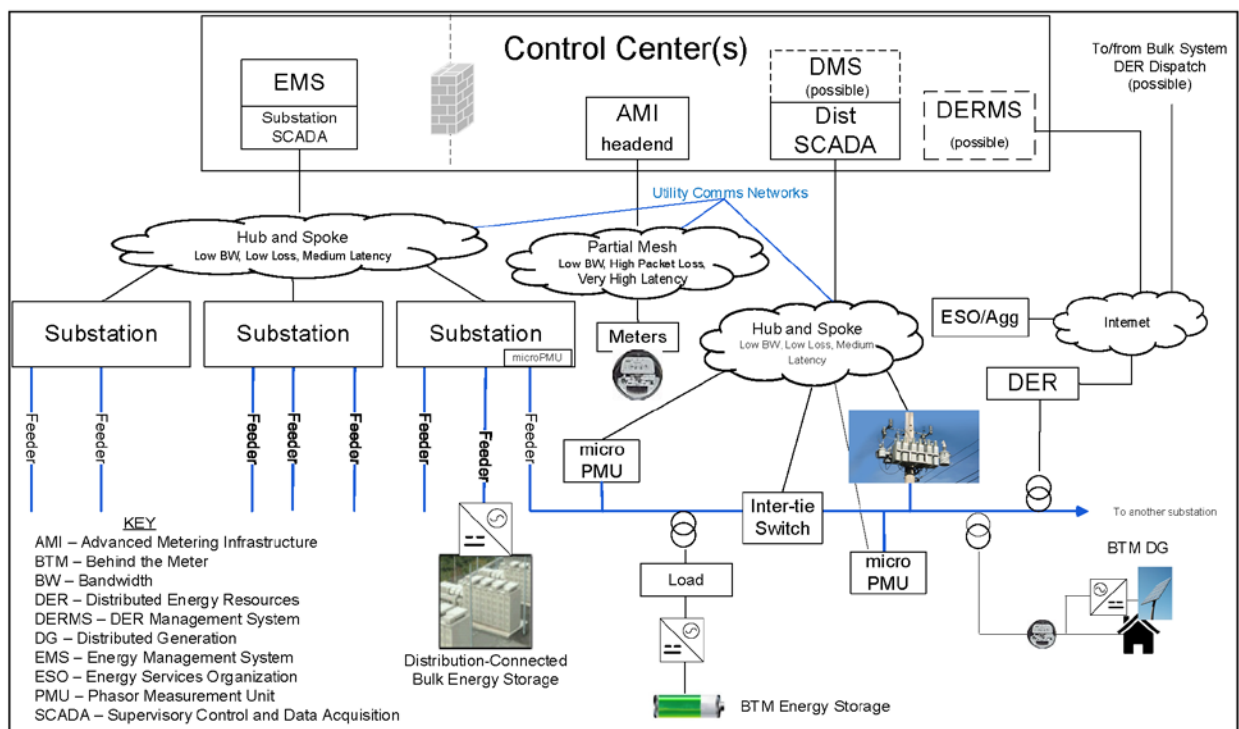 Control Center(s)
EMS
Substation
SCADA
AMI
headend
DMS
(possible)
Dist
SCADA
DERMS
(possible)
To/from Bulk System
DER Dispatch
(possible)
Utility Comms Networks
Hub and Spoke
Low BW, Low Loss, Medium Latency
Partial Mesh
Low BW, High Packet Loss,
Very High Latency
Hub and Spoke
Low BW, Low Loss, Medium
Latency
ESO/Agg
Internet
Substation
Substation
Substation
microPMU
Meters
DER
Feeder
Feeder
Feeder
Feeder
Feeder
Feeder
Feeder
Feeder
micro
PMU
Inter-tie
Switch
To another substation
micro
PMU
Load
BTM DG
Distribution-Connected
Bulk Energy Storage
BTM Energy Storage
KEY
AMI – Advanced Metering Infrastructure
BTM – Behind the Meter
BW – Bandwidth
DER – Distributed Energy Resources
DERMS – DER Management System
DG – Distributed Generation
EMS – Energy Management System
ESO – Energy Services Organization
PMU – Phasor Measurement Unit
SCADA – Supervisory Control and Data Acquisition